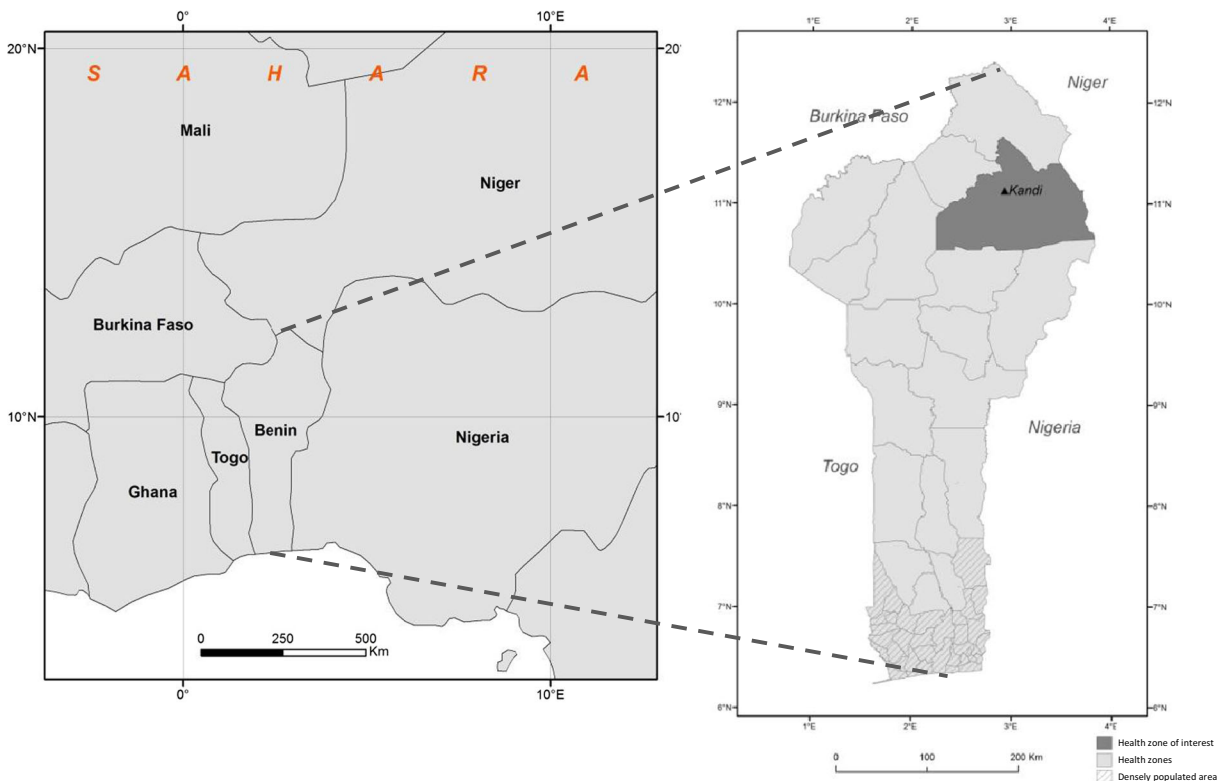 0° 10°E
20°N 20°
S A H A R A
Mali
Niger
Burkina Faso
10°N 10°
Benin
Nigeria
Togo
Ghana
0 250 500
Km
0° 10°E
1°E 2°E 3°E 4°E
Niger
12°N 12°N
Burkina Faso
Kandi
11°N 11°N
10°N 10°N
9°N 9°N
Nigeria
Togo
8°N 8°N
7°N 7°N
6°N 6°N
1°E 2°E 3°E 4°E
0 100 200 Km
Health zone of interest
Health zones
Densely populated area